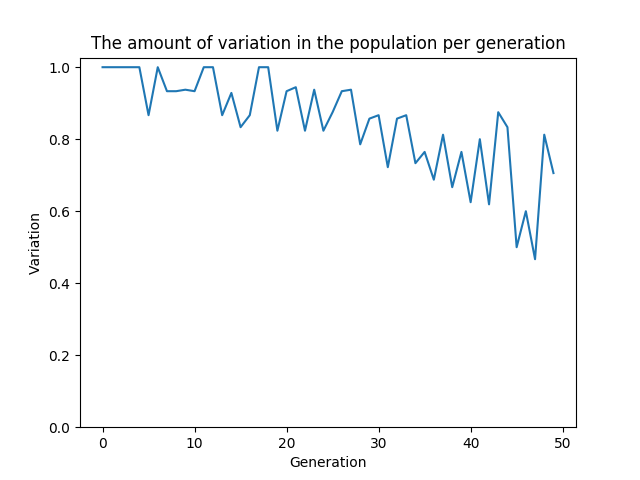 The amount of variation in the population per generation
1.0
0.8
0.6
0.4
0.2
0.0
Variation
0 10 20 30 40 50
Generation